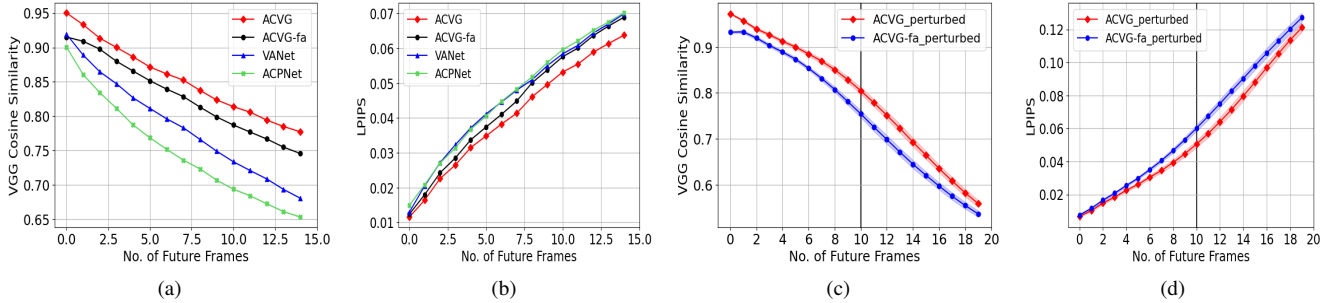 VGG Cosine Similarity
0.95
0.90
0.85
0.80
0.75
0.70
0.65
ACVG
ACVG-fa
VANet
ACPNet
0.0 2.5 5.0 7.5 10.0 12.5 15.0
No. of Future Frames
(a)
LPIPS
0.07
0.06
0.05
0.04
0.03
0.02
0.01
ACVG
ACVG-fa
VANet
ACPNet
0.0 2.5 5.0 7.5 10.0 12.5 15.0
No. of Future Frames
(b)
VGG Cosine Similarity
0.9
0.8
0.7
0.6
ACVG_perturbed
ACVG-fa_perturbed
0 2 4 6 8 10 12 14 16 18 20
No. of Future Frames
(c)
LPIPS
0.12
0.10
0.08
0.06
0.04
0.02
ACVG_perturbed
ACVG-fa_perturbed
0 2 4 6 8 10 12 14 16 18 20
No. of Future Frames
(d)